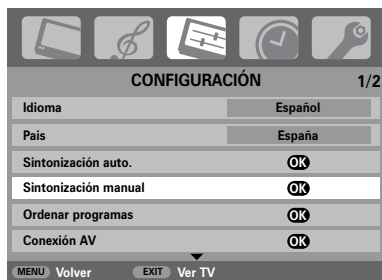 CONFIGURACIÓN 1/2
Idioma Español
Pais España
Sintonización auto. OK
Sintonización manual OK
Ordenar programas OK
Conexión AV OK
MENU Volver EXIT Ver TV